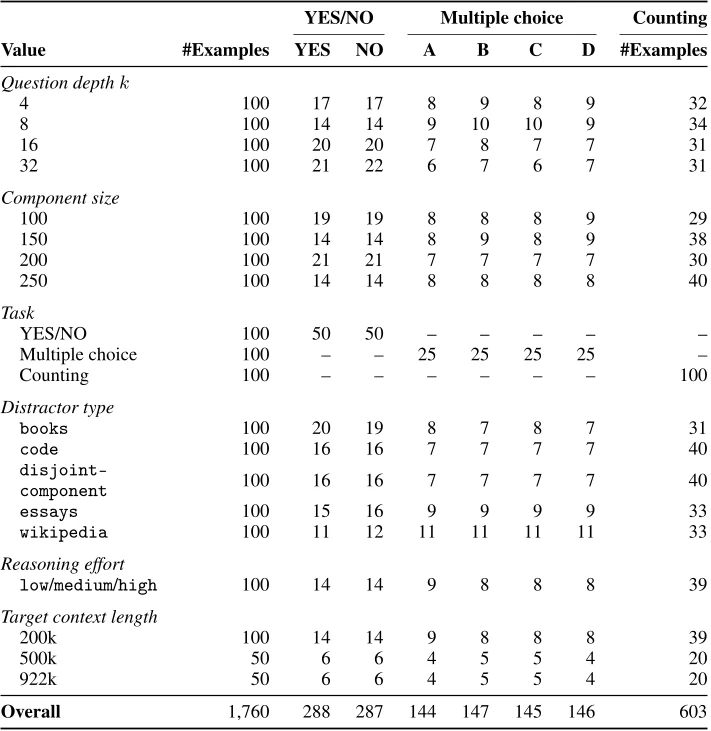 YES/NO Multiple choice Counting
Value #Examples YES NO A B C D #Examples
Question depth k
4 100 17 17 8 9 8 9 32
8 100 14 14 9 10 10 9 34
16 100 20 20 7 8 7 7 31
32 100 21 22 6 7 6 7 31
Component size
100 100 19 19 8 8 8 9 29
150 100 14 14 8 9 8 9 38
200 100 21 21 7 7 7 7 30
250 100 14 14 8 8 8 8 40
Task
YES/NO 100 50 50 – – – – –
Multiple choice 100 – – 25 25 25 25 –
Counting 100 – – – – – – 100
Distractor type
books 100 20 19 8 7 8 7 31
code 100 16 16 7 7 7 7 40
disjoint-
component 100 16 16 7 7 7 7 40
essays 100 15 16 9 9 9 9 33
wikipedia 100 11 12 11 11 11 11 33
Reasoning effort
low/medium/high 100 14 14 9 8 8 8 39
Target context length
200k 100 14 14 9 8 8 8 39
500k 50 6 6 4 5 5 4 20
922k 50 6 6 4 5 5 4 20
Overall 1,760 288 287 144 147 145 146 603